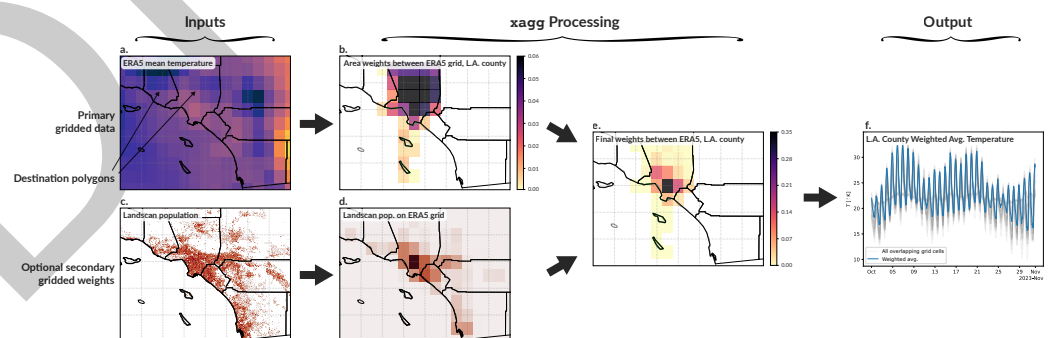 Inputs
xagg Processing
Output
a.
ERA5 mean temperature
b.
Area weights between ERA5 grid, L.A. county
0.06
0.05
0.04
0.03
0.02
0.01
0.00
Primary
gridded data
Destination polygons
c.
Landscan population
Optional secondary
gridded weights
d.
Landscan pop. on ERA5 grid
e.
Final weights between ERA5, L.A. county
0.35
0.28
0.21
0.14
0.07
0.00
f.
L.A. County Weighted Avg. Temperature
30
25
20
15
10
T [°K]
All overlapping grid cells
Weighted avg.
Oct 05 09 13 17 21 25 29 Nov
2023-Nov